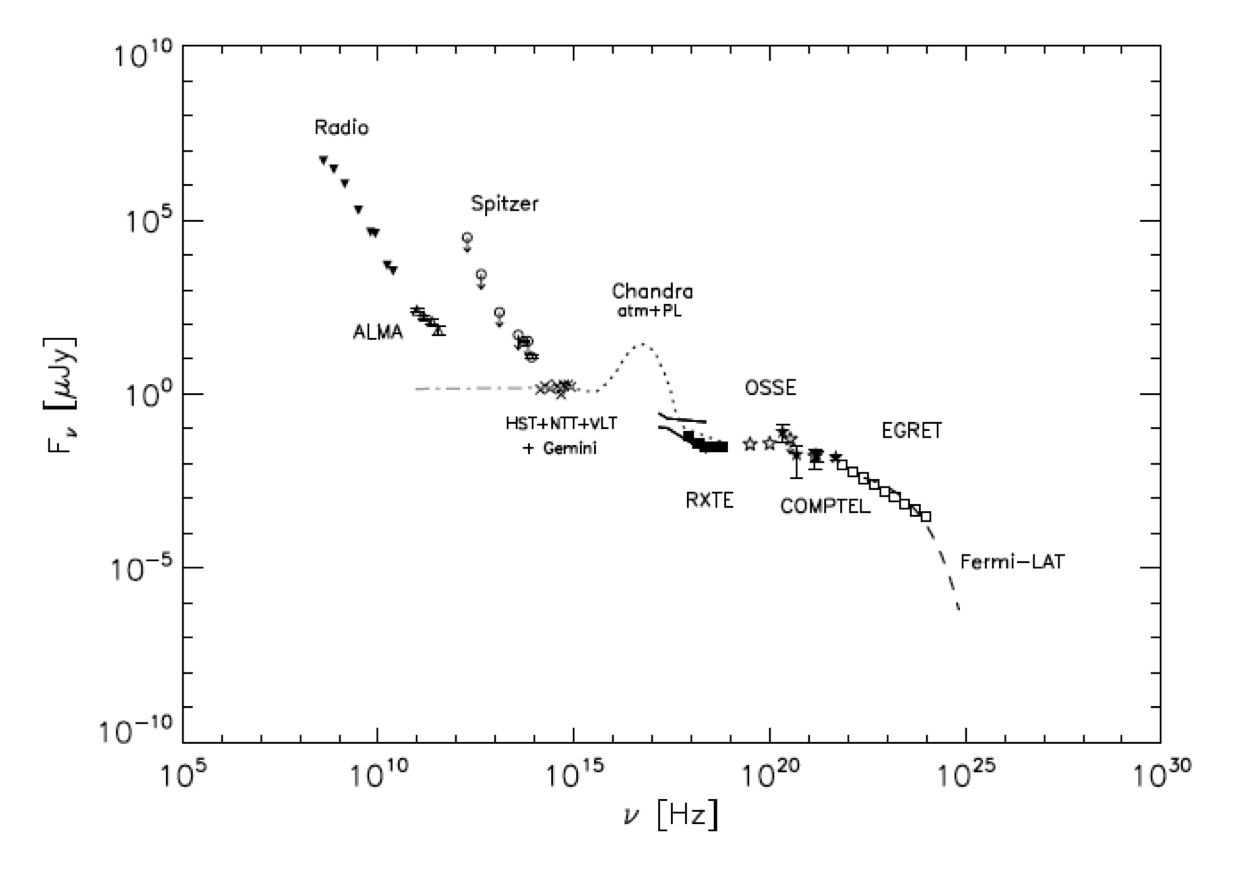 10^10
Radio
10^5
Spitzer
Chandra
atm+PL
ALMA
F_ν [μJy]
10^0
OSSE
HST+NTT+VLT
+ Gemini
EGRET
RXTE
COMPTEL
10^-5
Fermi-LAT
10^-10
10^5 10^10 10^15 10^20 10^25 10^30
ν [Hz]